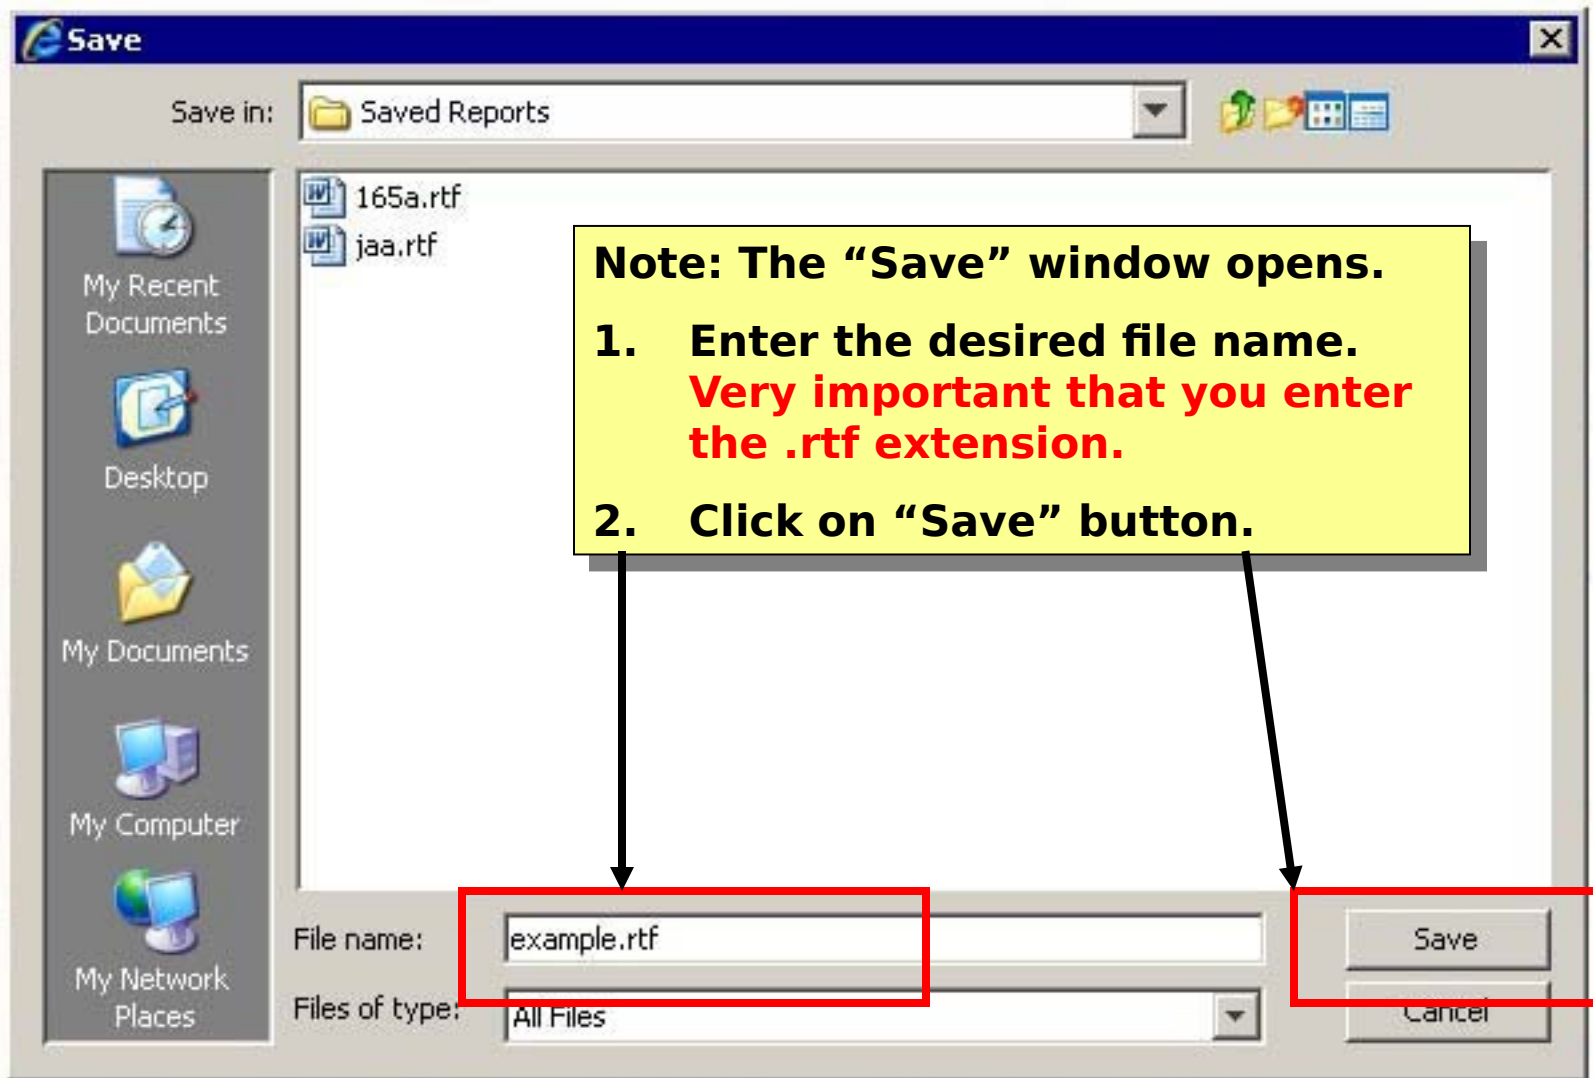 Save
Save in:
Saved Reports
165a.rtf
jaa.rtf
My Recent
Documents
Desktop
My Documents
My Computer
My Network
Places
Note: The “Save” window opens.
1. Enter the desired file name.
Very important that you enter
the .rtf extension.
2. Click on “Save” button.
File name:
example.rtf
Save
Files of type:
All Files
Cancel